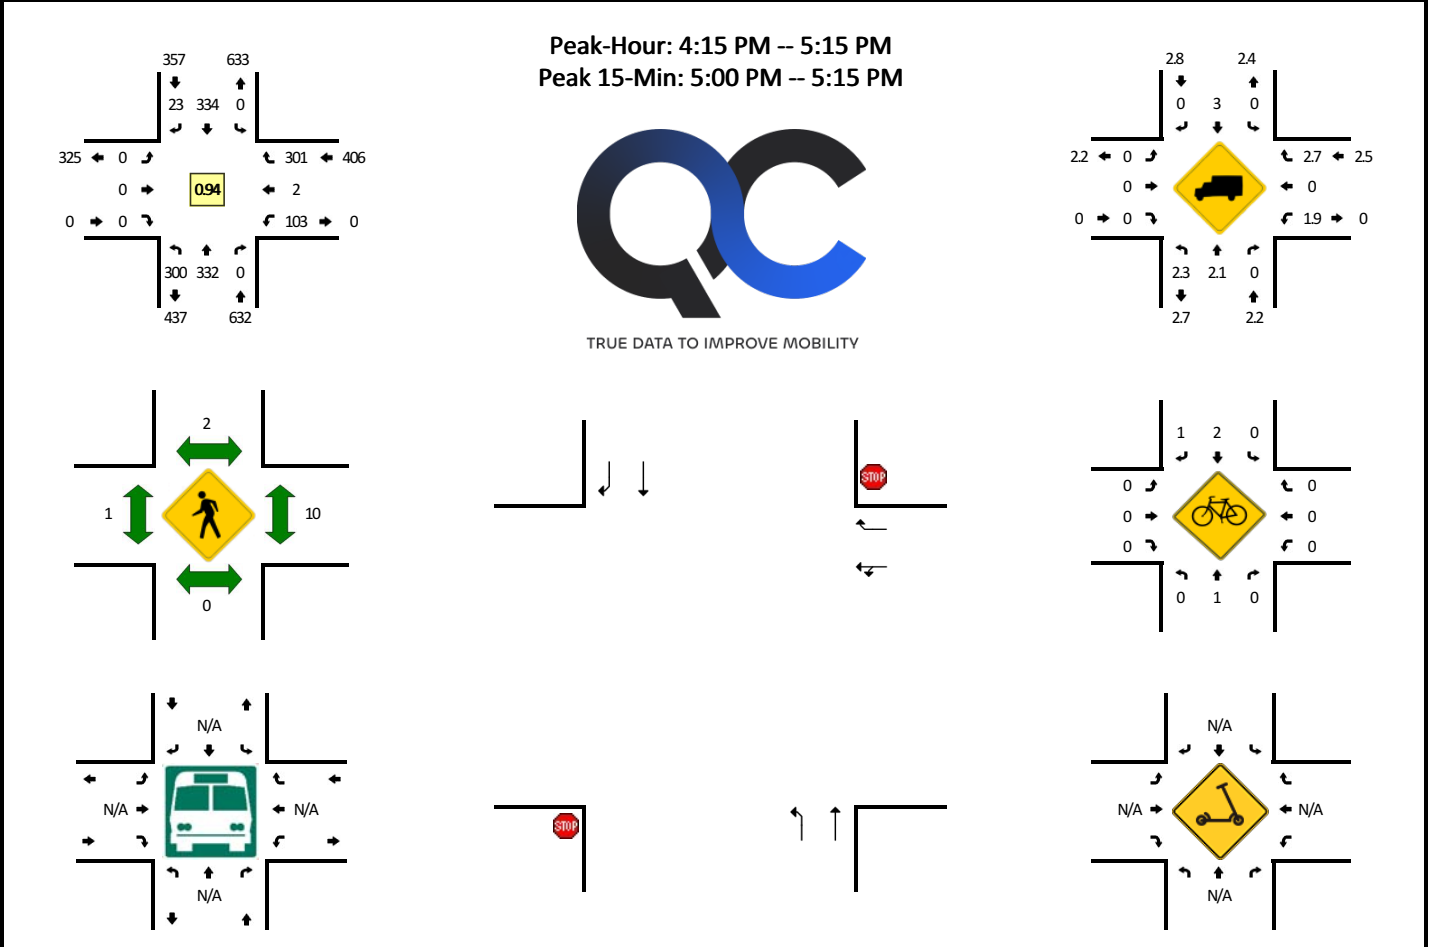 Peak-Hour: 4:15 PM -- 5:15 PM
Peak 15-Min: 5:00 PM -- 5:15 PM
357 633
23 334 0
325 0 301 406
0 0.94 2
0 0 103 0
300 332 0
437 632
TRUE DATA TO IMPROVE MOBILITY
2.8 2.4
0 3 0
2.2 0 2.7 2.5
0 0
0 0 1.9 0
2.3 2.1 0
2.7 2.2
2
1 10
0
STOP
STOP
1 2 0
0 0
0 0
0 0
0 1 0
N/A
N/A N/A
N/A
N/A
N/A N/A
N/A